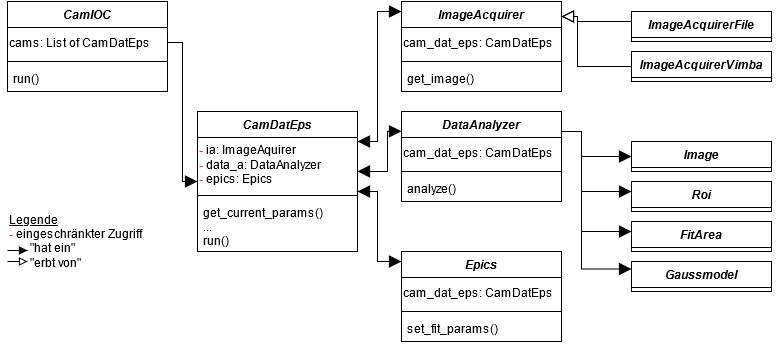 CamIOC
cams: List of CamDatEps
run()
CamDatEps
- ia: ImageAquirer
- data_a: DataAnalyzer
- epics: Epics
get_current_params()
...
run()
ImageAcquirer
cam_dat_eps: CamDatEps
get_image()
DataAnalyzer
cam_dat_eps: CamDatEps
analyze()
Epics
cam_dat_eps: CamDatEps
set_fit_params()
ImageAcquirerFile
ImageAcquirerVimba
Image
Roi
FitArea
Gaussmodel
Legende
- eingeschränkter Zugriff
"hat ein"
"erbt von"